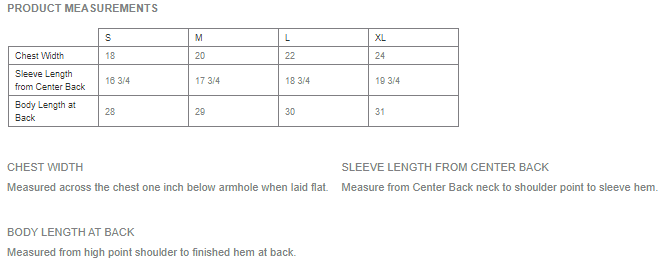 PRODUCT MEASUREMENTS
S M L XL
Chest Width 18 20 22 24
Sleeve Length
from Center Back 16 3/4 17 3/4 18 3/4 19 3/4
Body Length at
Back 28 29 30 31
CHEST WIDTH
Measured across the chest one inch below armhole when laid flat.
SLEEVE LENGTH FROM CENTER BACK
Measure from Center Back neck to shoulder point to sleeve hem.
BODY LENGTH AT BACK
Measured from high point shoulder to finished hem at back.